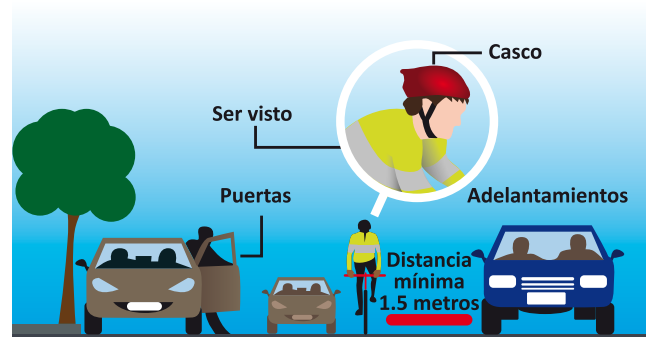 Casco
Ser visto
Puertas
Adelantamientos
Distancia
mínima
1.5 metros